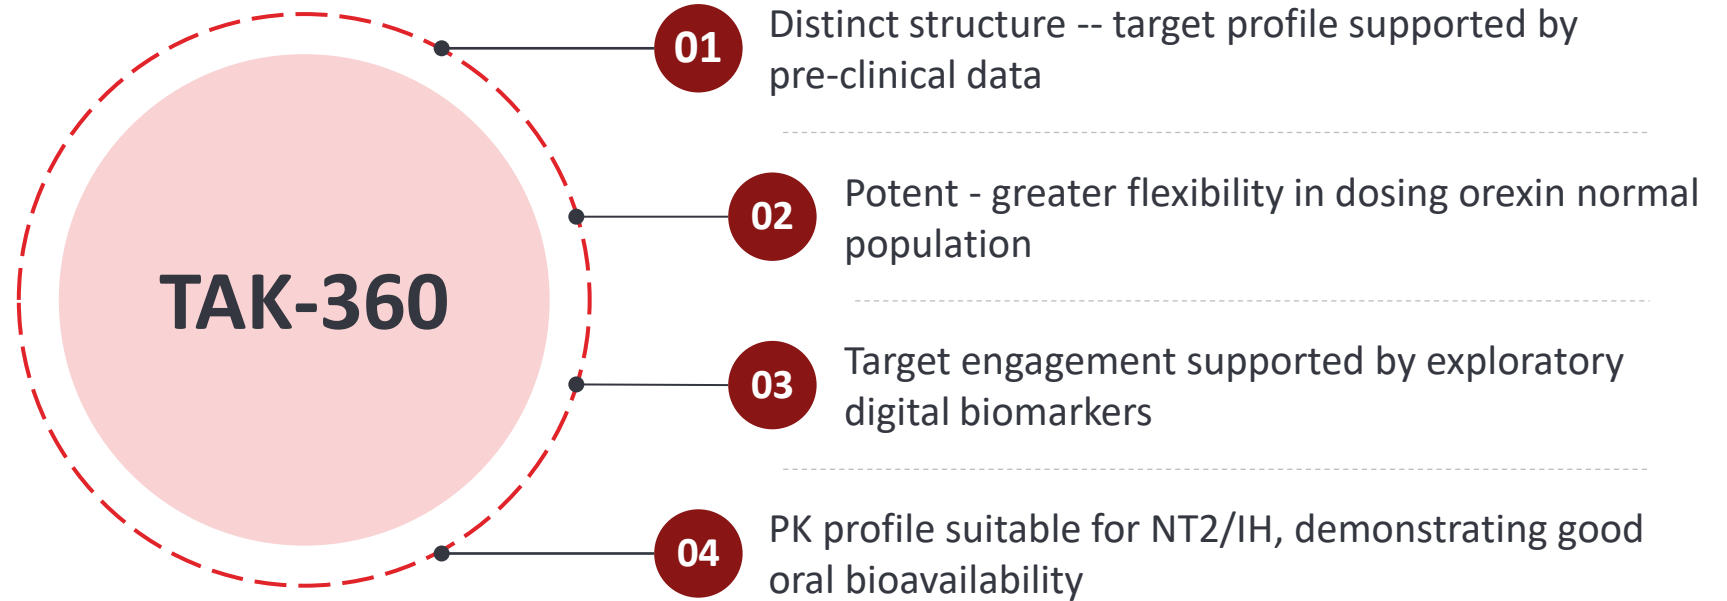 TAK-360
01
Distinct structure -- target profile supported by
pre-clinical data
02
Potent - greater flexibility in dosing orexin normal
population
03
Target engagement supported by exploratory
digital biomarkers
04
PK profile suitable for NT2/IH, demonstrating good
oral bioavailability